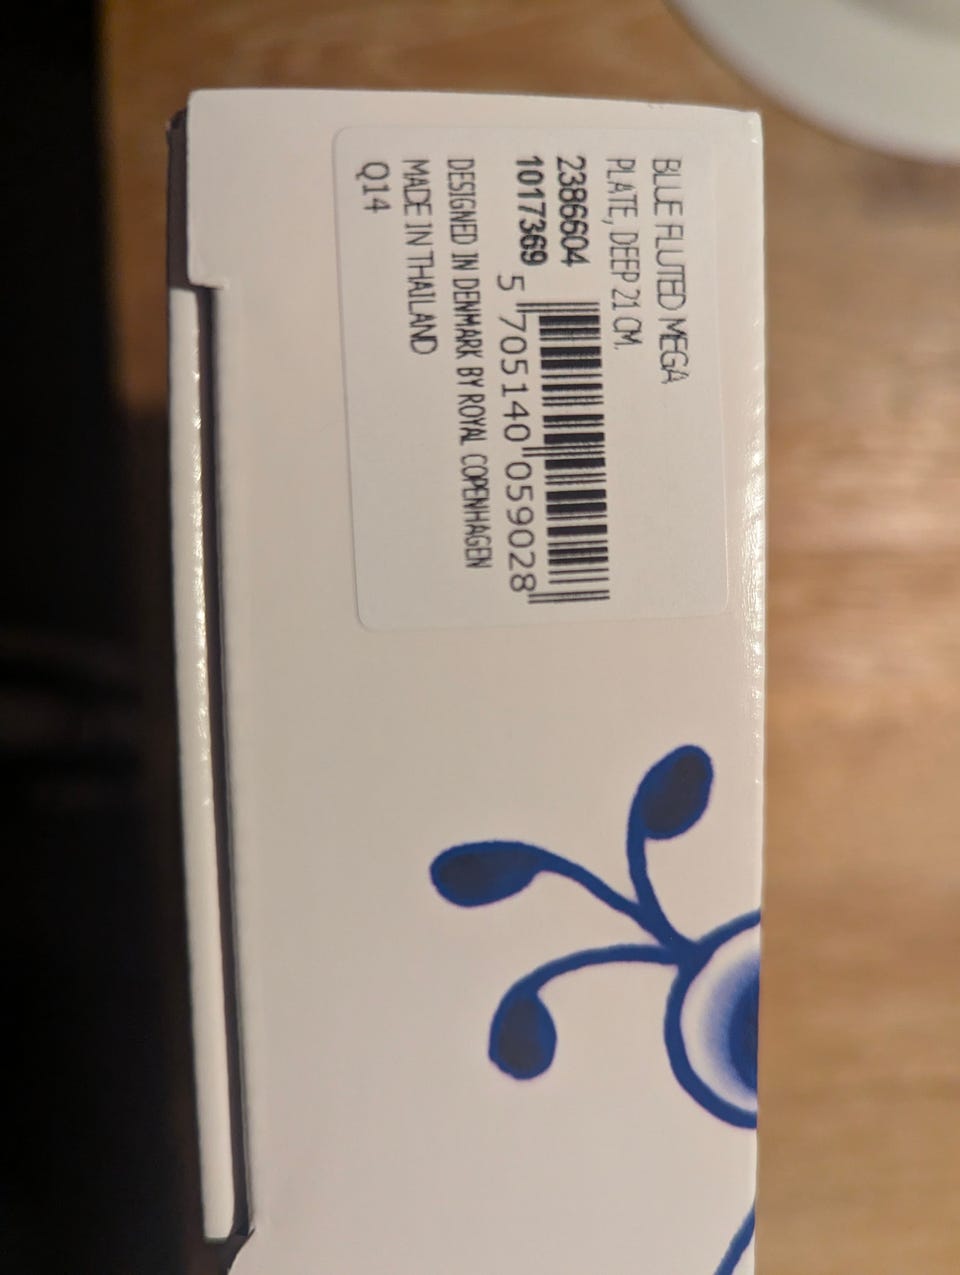 BLUE FLUTED MEGA
PLATE, DEEP 21 CM.
2386604
1017369
5 705140 059028
DESIGNED IN DENMARK BY ROYAL COPENHAGEN
MADE IN THAILAND
Q14